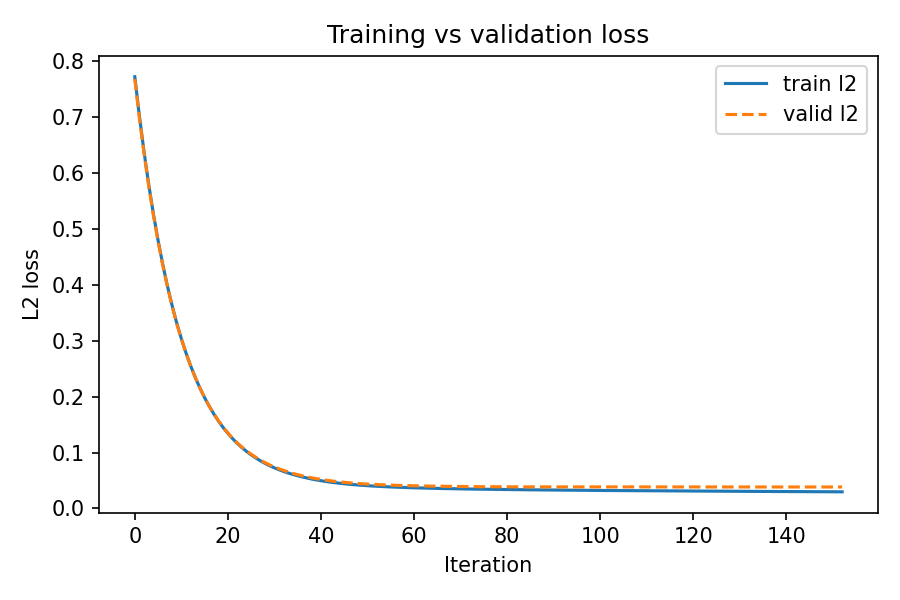 Training vs validation loss
train l2
valid l2
L2 loss
0.8
0.7
0.6
0.5
0.4
0.3
0.2
0.1
0.0
0 20 40 60 80 100 120 140
Iteration